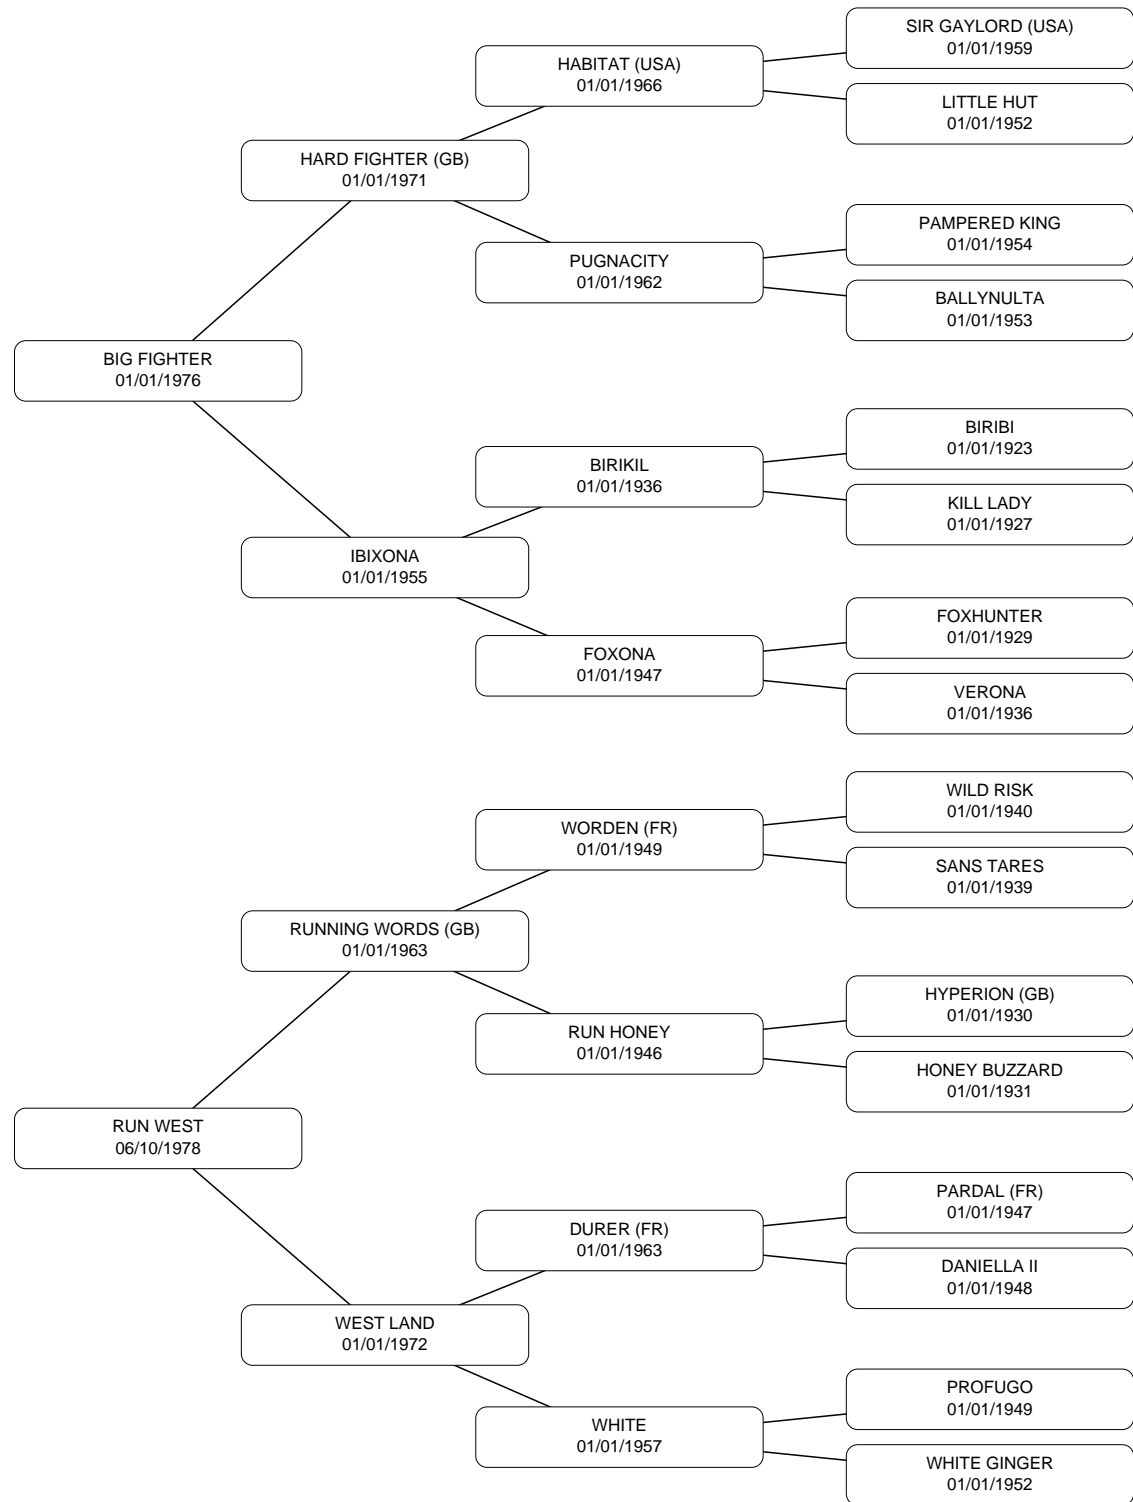 SIR GAYLORD (USA)
01/01/1959
HABITAT (USA)
01/01/1966
LITTLE HUT
01/01/1952
HARD FIGHTER (GB)
01/01/1971
PAMPERED KING
01/01/1954
PUGNACITY
01/01/1962
BALLYNULTA
01/01/1953
BIG FIGHTER
01/01/1976
BIRIBI
01/01/1923
BIRIKIL
01/01/1936
KILL LADY
01/01/1927
IBIXONA
01/01/1955
FOXHUNTER
01/01/1929
FOXONA
01/01/1947
VERONA
01/01/1936
WILD RISK
01/01/1940
WORDEN (FR)
01/01/1949
SANS TARES
01/01/1939
RUNNING WORDS (GB)
01/01/1963
HYPERION (GB)
01/01/1930
RUN HONEY
01/01/1946
HONEY BUZZARD
01/01/1931
RUN WEST
06/10/1978
PARDAL (FR)
01/01/1947
DURER (FR)
01/01/1963
DANIELLA II
01/01/1948
WEST LAND
01/01/1972
PROFUGO
01/01/1949
WHITE
01/01/1957
WHITE GINGER
01/01/1952